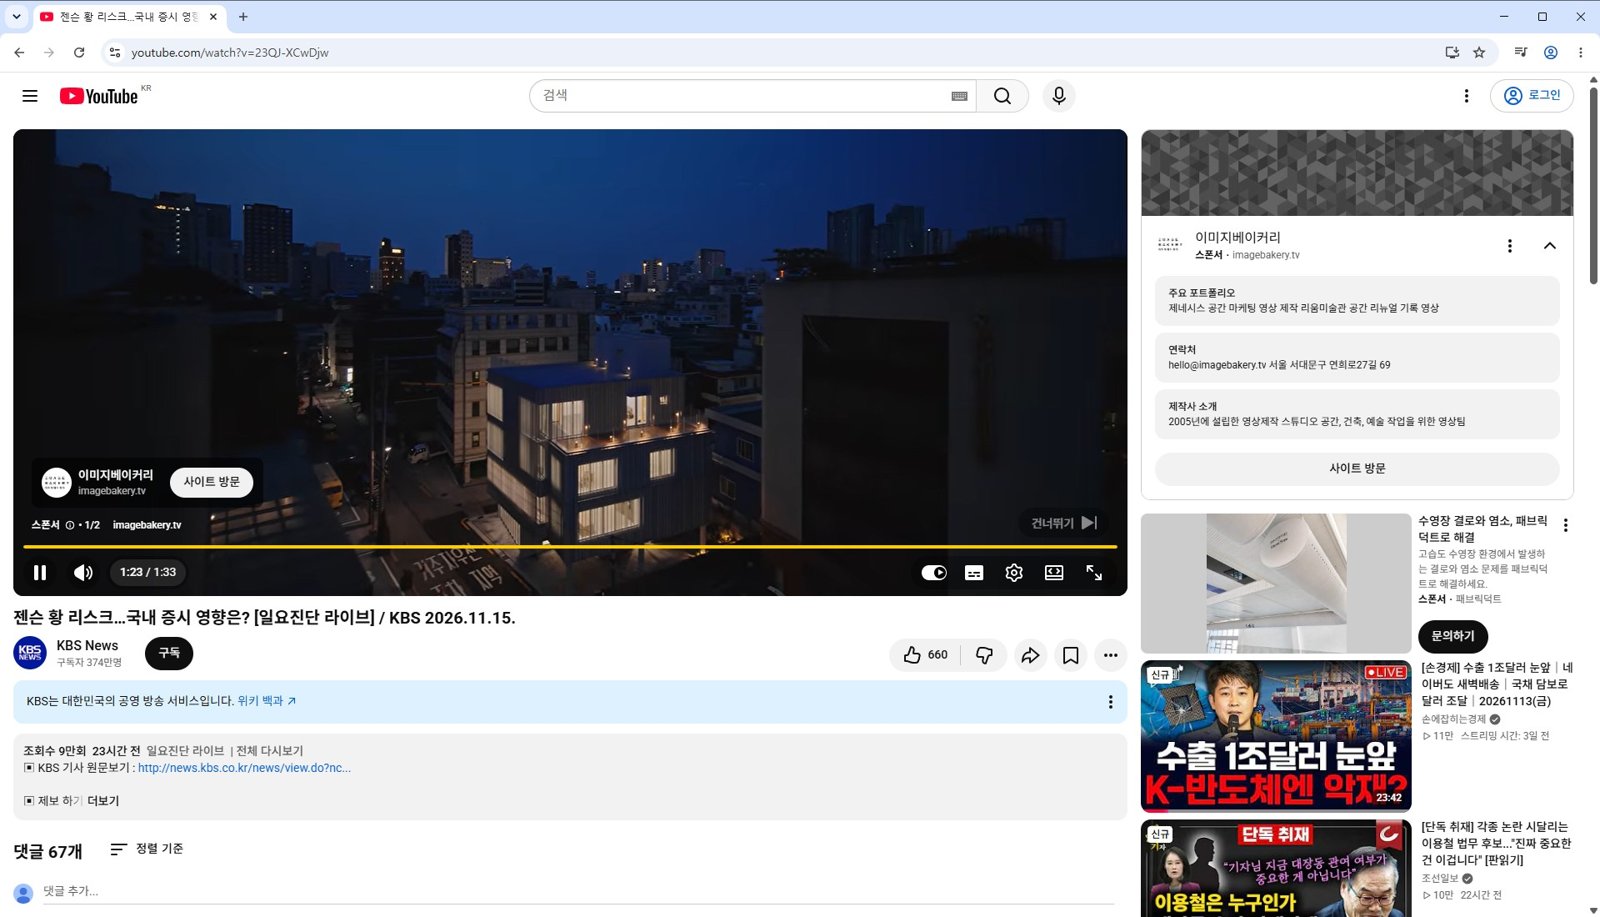 젠슨 황 리스크...국내 증시 영향
youtube.com/watch?v=23QJ-XCwDjw
YouTube KR
검색
로그인
이미지베이커리
imagebakery.tv
사이트 방문
스폰서 · 1/2 imagebakery.tv
건너뛰기
거주자우선
주차 지역
1:23 / 1:33
젠슨 황 리스크...국내 증시 영향은? [일요진단 라이브] / KBS 2026.11.15.
KBS NEWS
KBS News
구독자 374만명
구독
660
KBS는 대한민국의 공영 방송 서비스입니다. 위키 백과
조회수 9만회 23시간 전 일요진단 라이브 | 전체 다시보기
▣ KBS 기사 원문보기 : http://news.kbs.co.kr/news/view.do?nc...
▣ 제보 하기 더보기
댓글 67개
정렬 기준
댓글 추가...
이미지베이커리
스폰서 · imagebakery.tv
주요 포트폴리오
제네시스 공간 마케팅 영상 제작 리움미술관 공간 리뉴얼 기록 영상
연락처
hello@imagebakery.tv 서울 서대문구 연희로27길 69
제작사 소개
2005년에 설립한 영상제작 스튜디오 공간, 건축, 예술 작업을 위한 영상팀
사이트 방문
수영장 결로와 염소, 패브릭
덕트로 해결
고습도 수영장 환경에서 발생하
는 결로와 염소 문제를 패브릭덕
트로 해결하세요.
스폰서 · 패브릭덕트
문의하기
신규
LIVE
수출 1조달러 눈앞
K-반도체엔 악재?
23:42
[손경제] 수출 1조달러 눈앞｜네
이버도 새벽배송｜국채 담보로
달러 조달｜20261113(금)
손에잡히는경제
11만 스트리밍 시간: 3일 전
신규
기자
단독 취재
"기자님 지금 대장동 관여 여부가
중요한 게 아닙니다"
이용철은 누구인가
[단독 취재] 각종 논란 시달리는
이용철 법무 후보..."진짜 중요한
건 이겁니다" [판읽기]
조선일보
10만 22시간 전